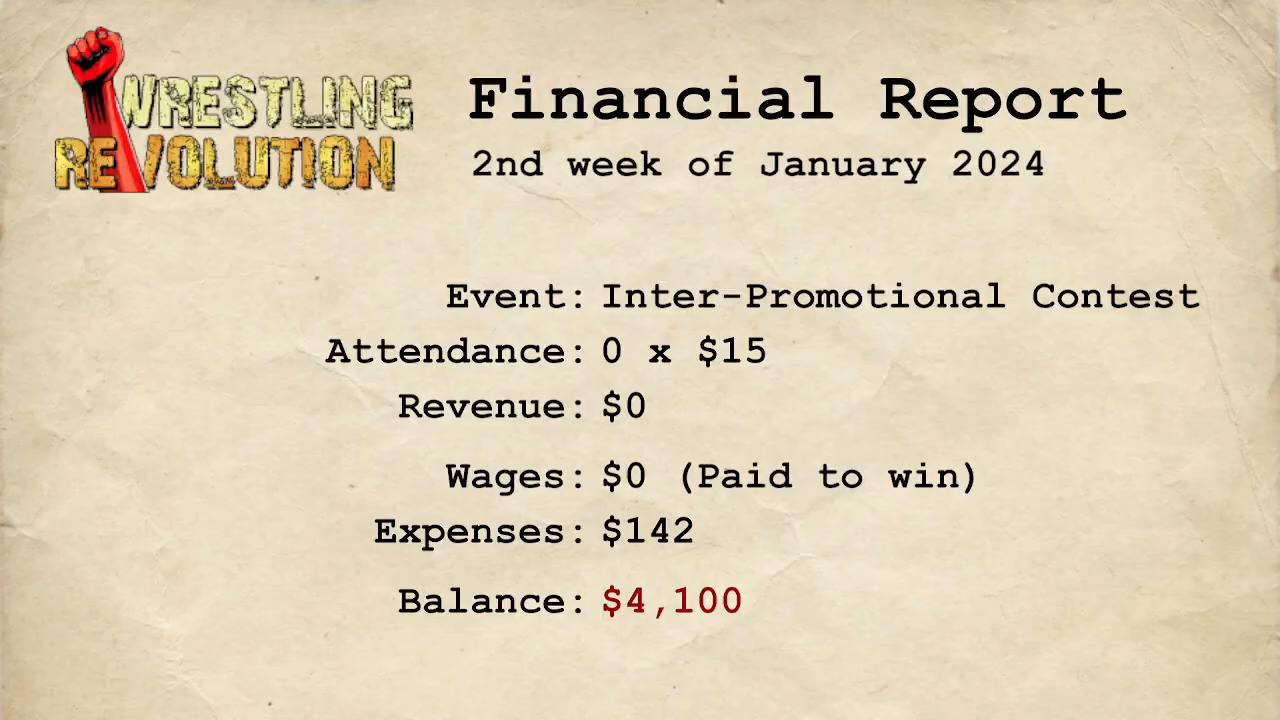 WRESTLING
REVOLUTION
Financial Report
2nd week of January 2024
Event: Inter-Promotional Contest
Attendance: 0 x $15
Revenue: $0
Wages: $0 (Paid to win)
Expenses: $142
Balance: $4,100